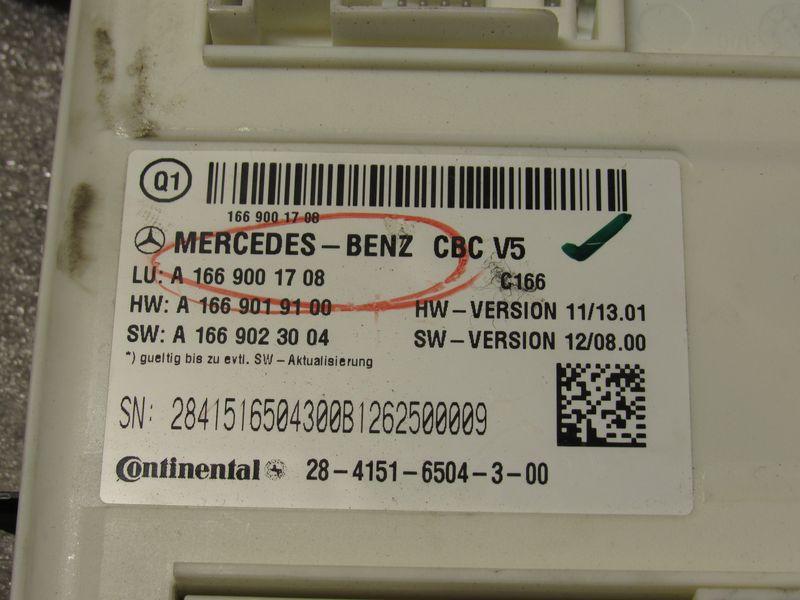 Q1
166 900 17 08
MERCEDES-BENZ CBC V5
LU: A 166 900 17 08 C166
HW: A 166 901 91 00 HW-VERSION 11/13.01
SW: A 166 902 30 04 SW-VERSION 12/08.00
*) gueltig bis zu evtl. SW-Aktualisierung
SN: 2841516504300B1262500009
Continental 28-4151-6504-3-00